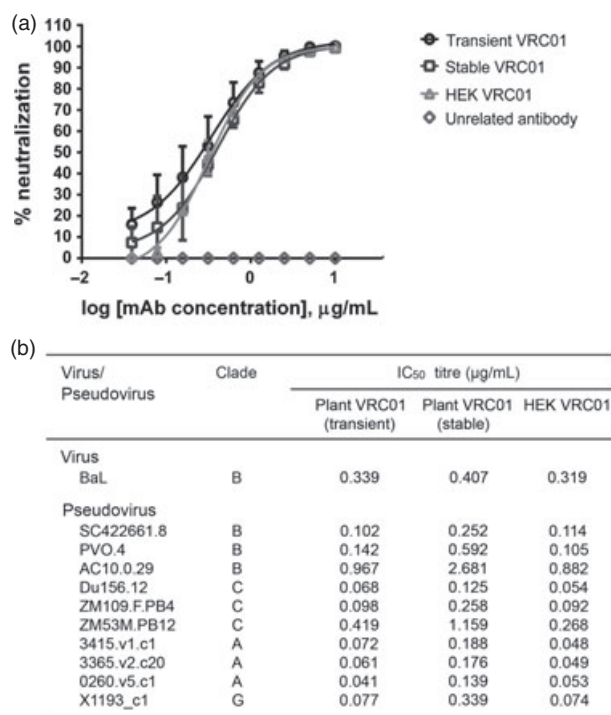 (a)
110
100
90
80
70
60
50
40
30
20
10
0
% neutralization
−2
−1
0
1
log [mAb concentration], μg/mL
Transient VRC01
Stable VRC01
HEK VRC01
Unrelated antibody
(b)
Virus/ Clade IC50 titre (μg/mL)
Pseudovirus
Plant VRC01 Plant VRC01 HEK VRC01
(transient) (stable)
Virus
BaL B 0.339 0.407 0.319
Pseudovirus
SC422661.8 B 0.102 0.252 0.114
PVO.4 B 0.142 0.592 0.105
AC10.0.29 B 0.967 2.681 0.882
Du156.12 C 0.068 0.125 0.054
ZM109.F.PB4 C 0.098 0.258 0.092
ZM53M.PB12 C 0.419 1.159 0.268
3415.v1.c1 A 0.072 0.188 0.048
3365.v2.c20 A 0.061 0.176 0.049
0260.v5.c1 A 0.041 0.139 0.053
X1193_c1 G 0.077 0.339 0.074